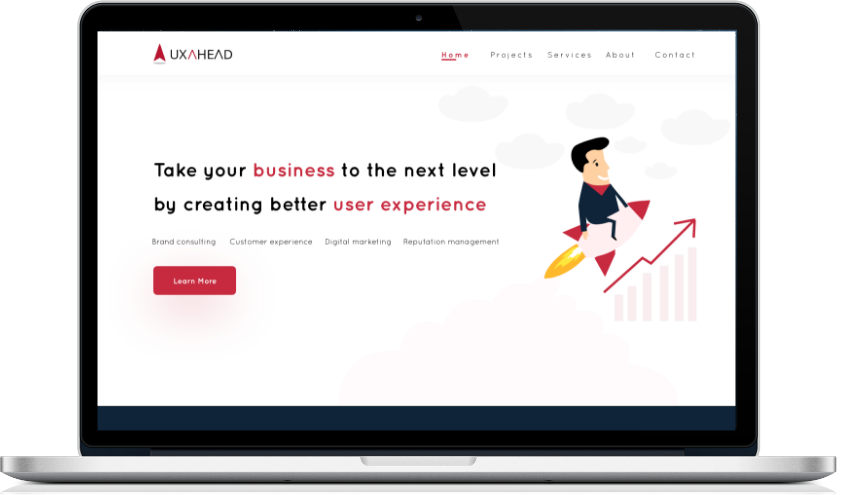 UXAHEAD
Home Projects Services About Contact
Take your business to the next level
by creating better user experience
Brand consulting Customer experience Digital marketing Reputation management
Learn More